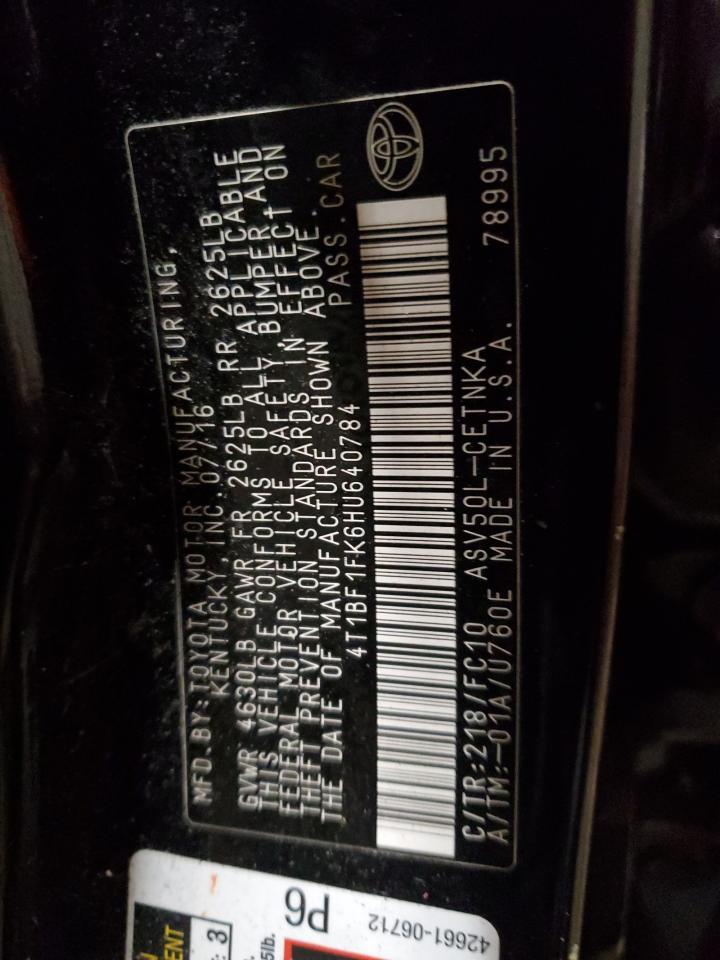 MFD.BY:TOYOTA MOTOR MANUFACTURING,
KENTUCKY, INC. 07/16
GVWR 4630LB GAWR FR 2625LB RR 2625LB
THIS VEHICLE CONFORMS TO ALL APPLICABLE
FEDERAL MOTOR VEHICLE SAFETY, BUMPER AND
THEFT PREVENTION STANDARDS IN EFFECT ON
THE DATE OF MANUFACTURE SHOWN ABOVE.
4T1BF1FK6HU640784 PASS.CAR
C/TR:218/FC10 ASV50L-CETNKA
A/TM:-01A/U760E MADE IN U.S.A. 78995
P6
42661-06712
3